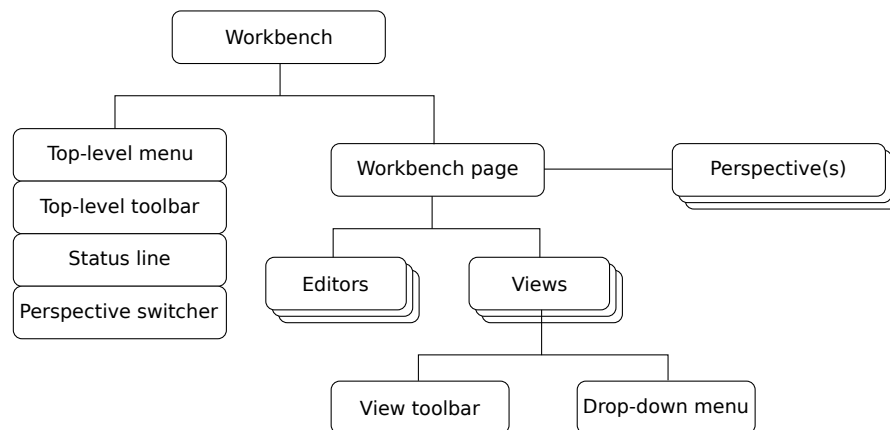 Workbench
Top-level menu
Top-level toolbar
Status line
Perspective switcher
Workbench page
Perspective(s)
Editors
Views
View toolbar
Drop-down menu